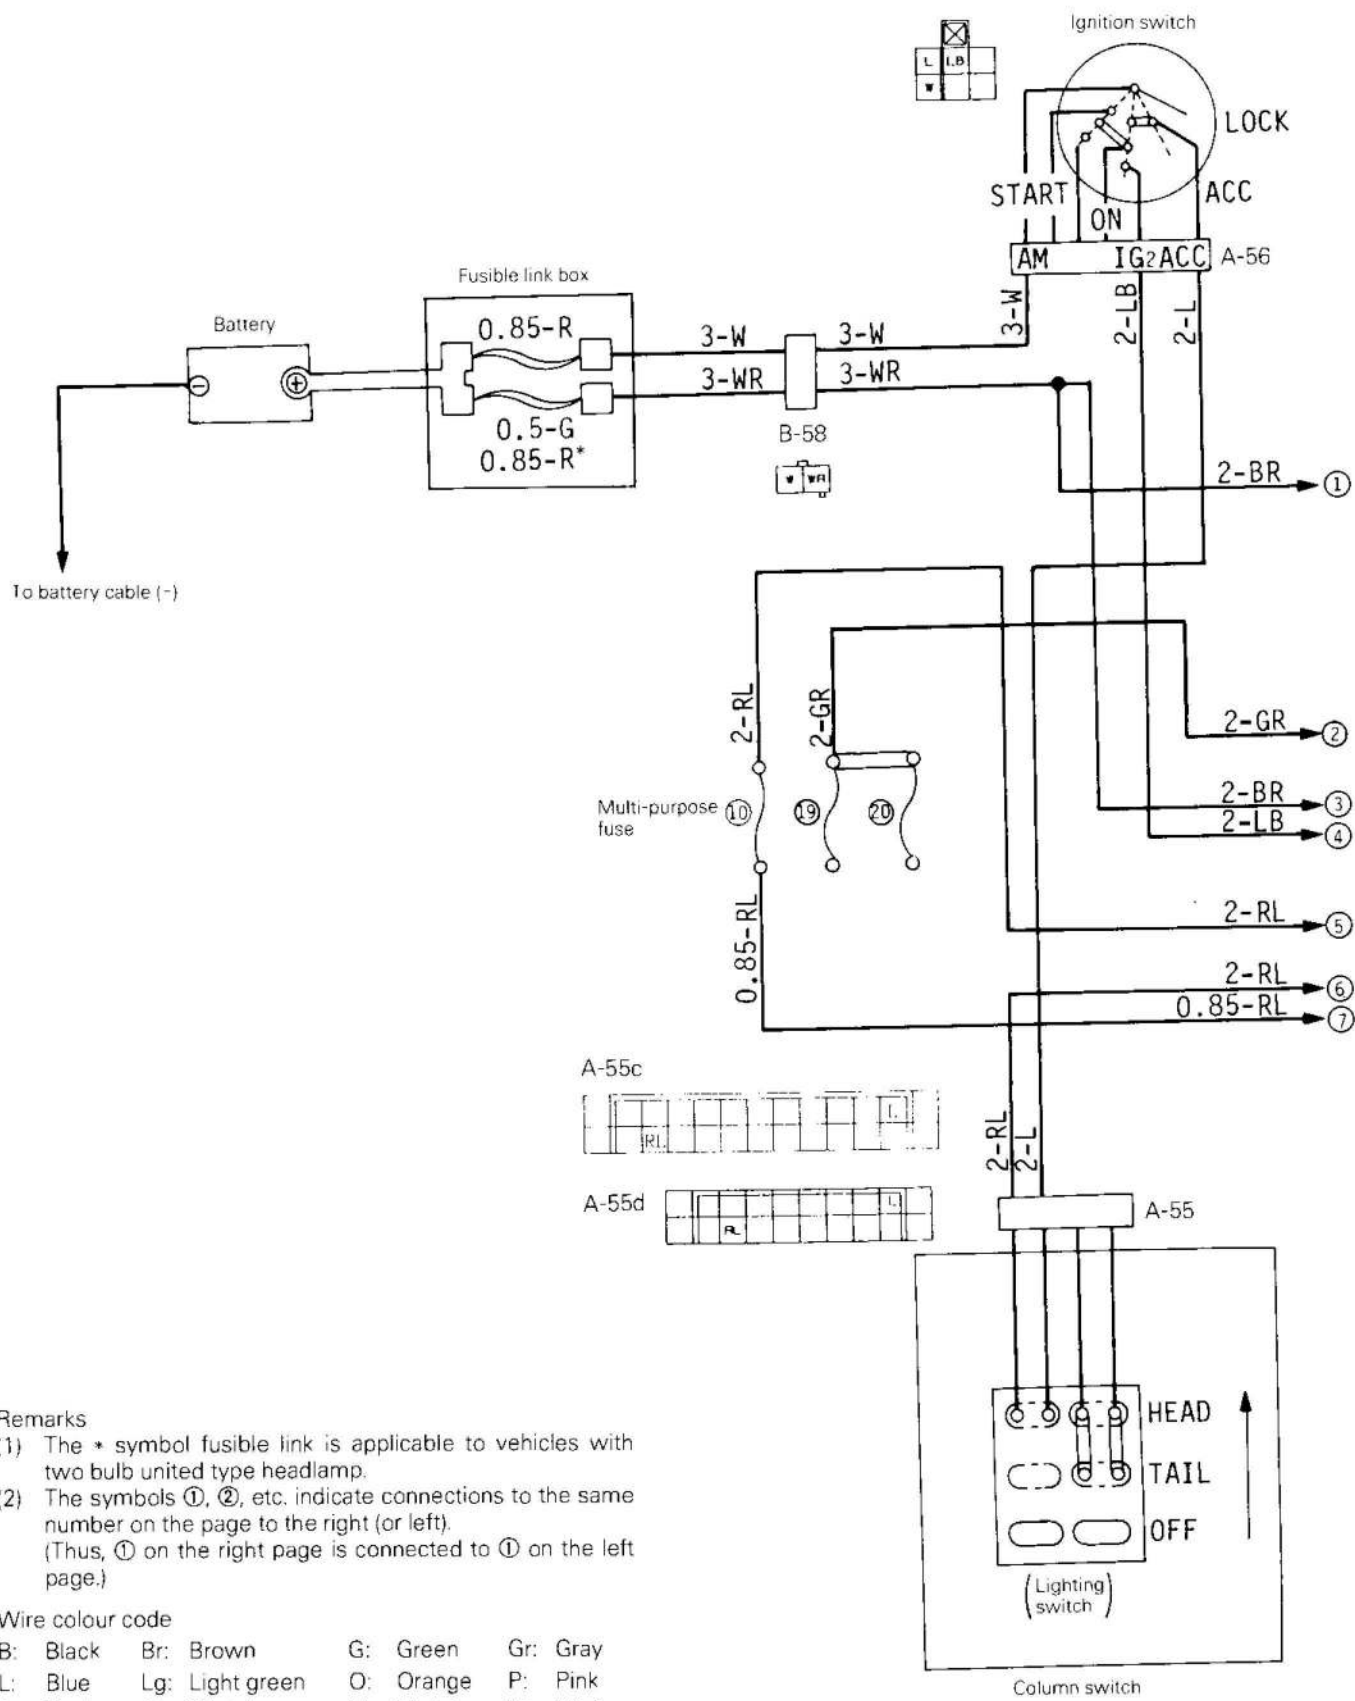 Ignition switch
L LB
W
LOCK
START
ACC
ON
AM IG2 ACC A-56
Fusible link box
Battery
0.85-R
3-W
3-W
3-W
2-LB
2-L
3-WR
3-WR
0.5-G
0.85-R*
B-58
W WR
2-BR ①
To battery cable (-)
2-RL
2-GR
2-GR ②
Multi-purpose
fuse
⑩ ⑲ ⑳
2-BR ③
2-LB ④
0.85-RL
2-RL ⑤
2-RL ⑥
0.85-RL ⑦
A-55c
L
RL
2-RL
2-L
A-55d
L
RL
A-55
HEAD
TAIL
OFF
(Lighting
switch)
Column switch
Remarks
1) The * symbol fusible link is applicable to vehicles with
two bulb united type headlamp.
2) The symbols ①, ②, etc. indicate connections to the same
number on the page to the right (or left).
(Thus, ① on the right page is connected to ① on the left
page.)
Wire colour code
B: Black Br: Brown G: Green Gr: Gray
L: Blue Lg: Light green O: Orange P: Pink